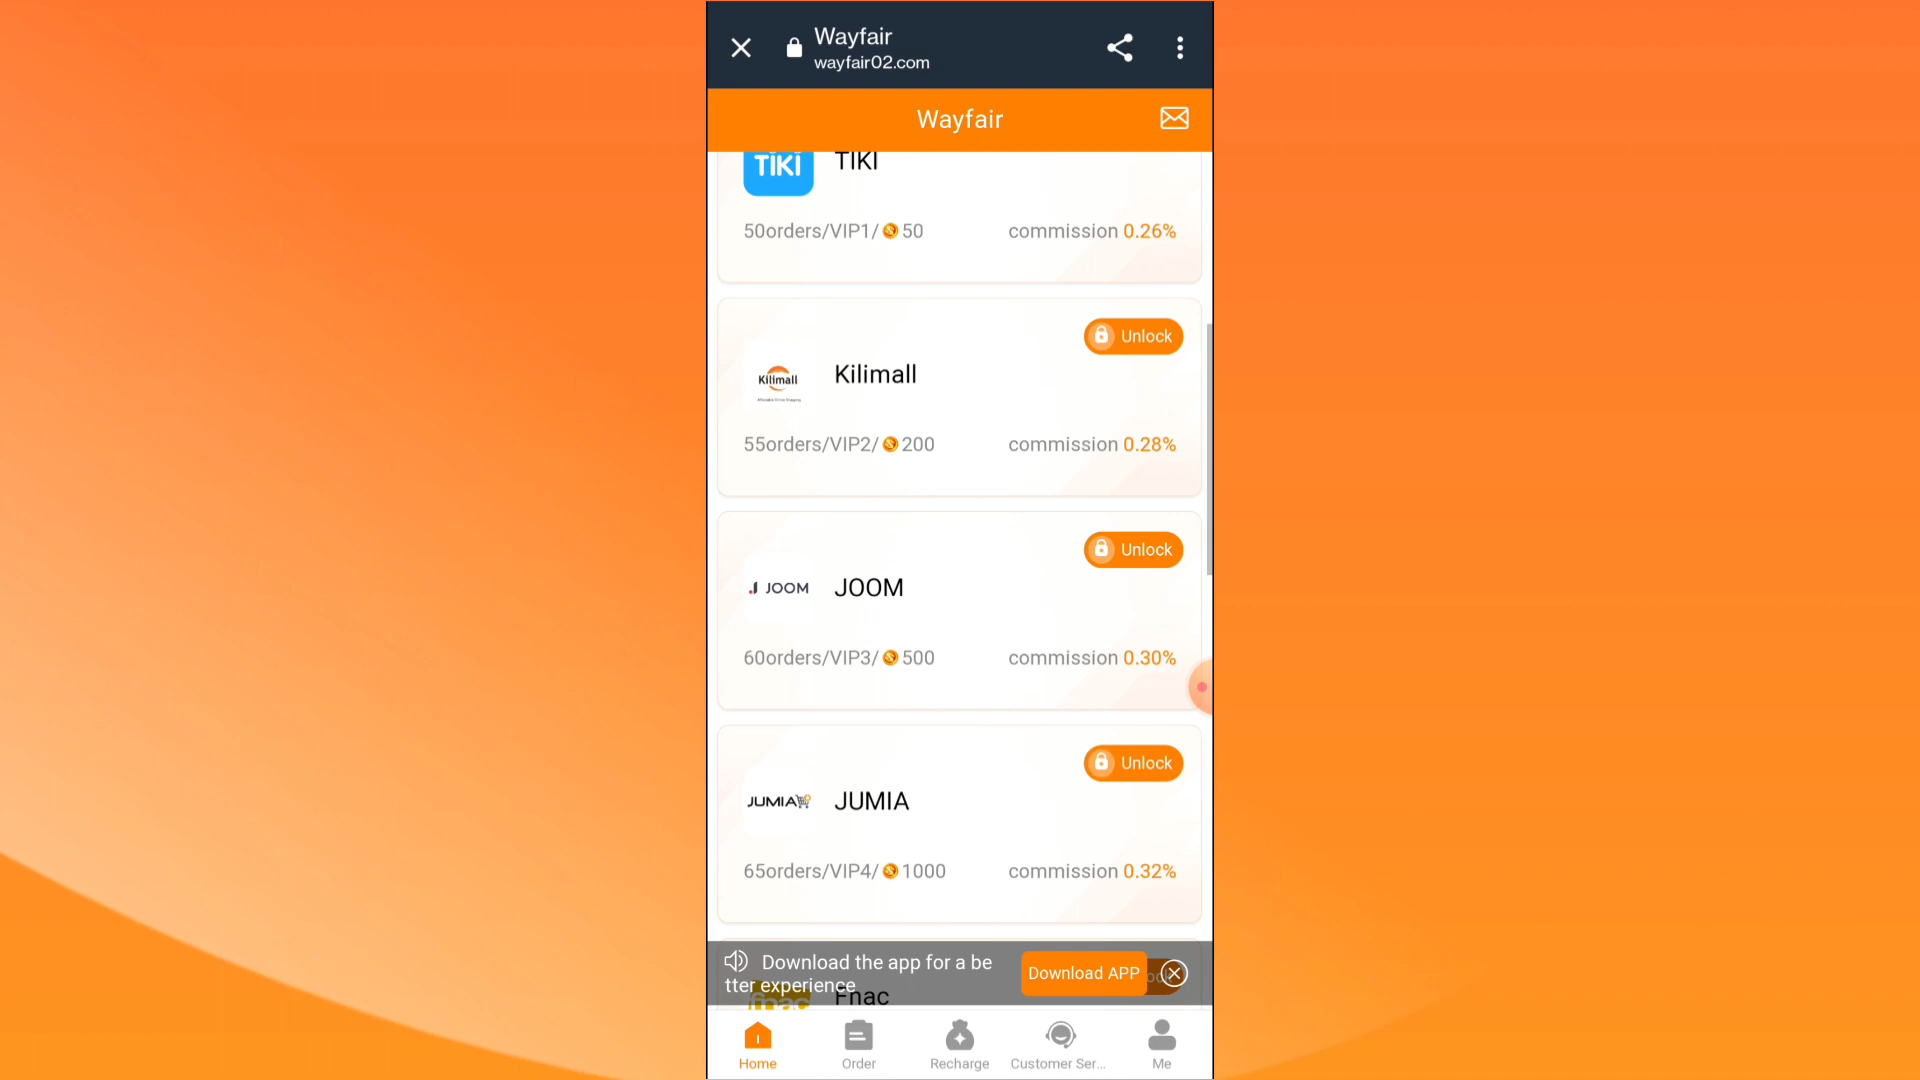 Wayfair
wayfair02.com
Wayfair
TIKI
TIKI
50orders/VIP1/ 50
commission 0.26%
Unlock
Kilimall
Kilimall
55orders/VIP2/ 200
commission 0.28%
Unlock
JOOM
JOOM
60orders/VIP3/ 500
commission 0.30%
Unlock
JUMIA
JUMIA
65orders/VIP4/ 1000
commission 0.32%
Download the app for a be
tter experience
Download APP
fnac
Fnac
Home
Order
Recharge
Customer Ser...
Me